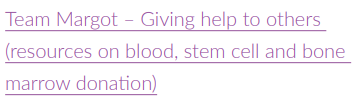 Team Margot – Giving help to others
(resources on blood, stem cell and bone
marrow donation)